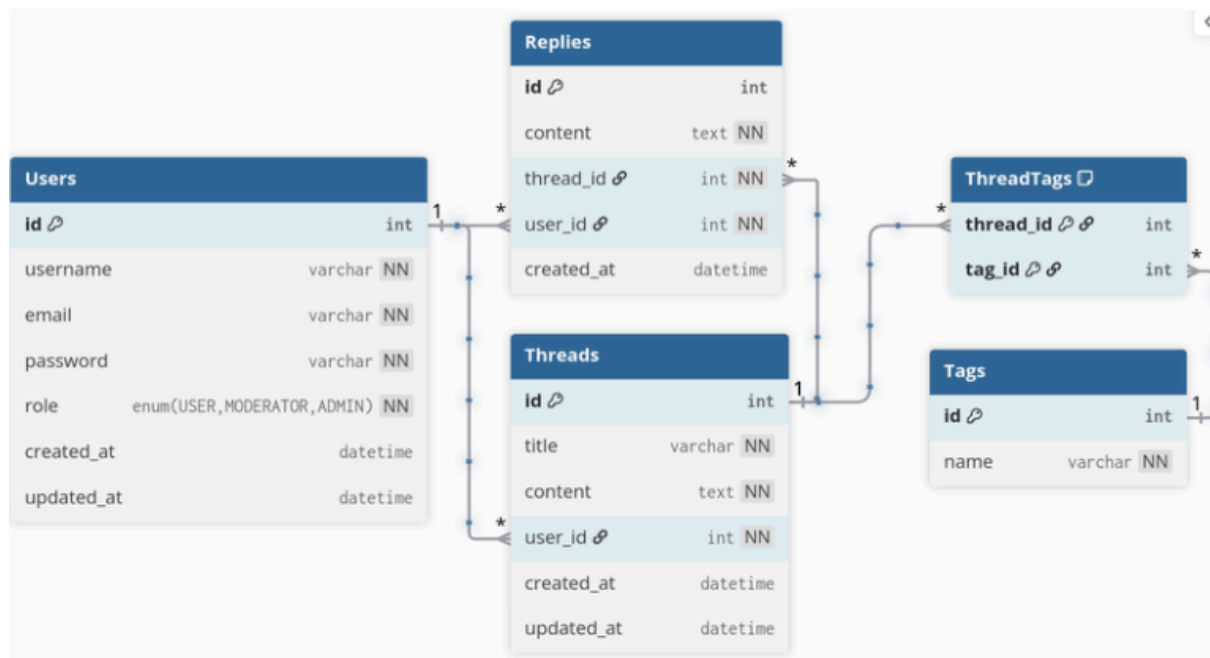 Users
id int
username varchar NN
email varchar NN
password varchar NN
role enum(USER,MODERATOR,ADMIN) NN
created_at datetime
updated_at datetime
1
*
*
Replies
id int
content text NN
thread_id int NN
user_id int NN
created_at datetime
*
Threads
id int
title varchar NN
content text NN
user_id int NN
created_at datetime
updated_at datetime
1
*
ThreadTags
thread_id int
tag_id int
*
Tags
id int
name varchar NN
1